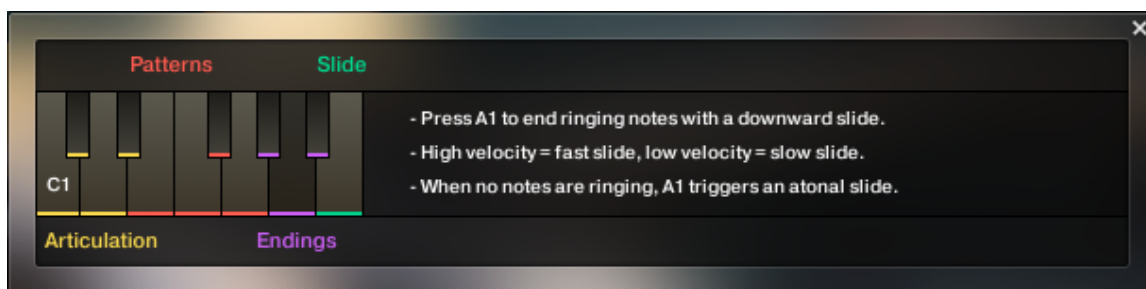 Patterns Slide
- Press A1 to end ringing notes with a downward slide.
- High velocity = fast slide, low velocity = slow slide.
C1
- When no notes are ringing, A1 triggers an atonal slide.
Articulation Endings